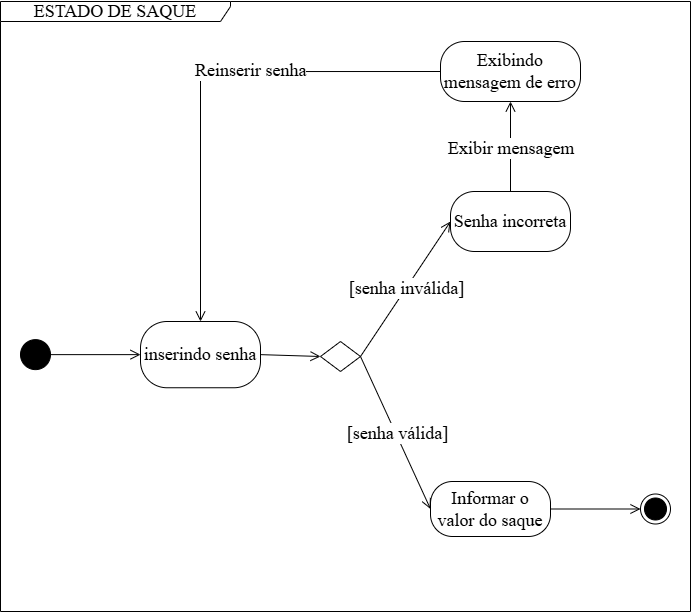 ESTADO DE SAQUE
Exibindo
mensagem de erro
Reinserir senha
Exibir mensagem
Senha incorreta
[senha inválida]
inserindo senha
[senha válida]
Informar o
valor do saque